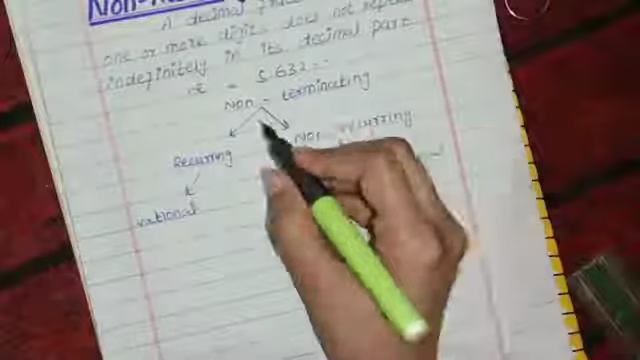 Non-
A decimal
one or more digits does not repeat
indefinitely in its decimal part
= 5.632...
Non - terminating
Non recurring
Recurring
rational